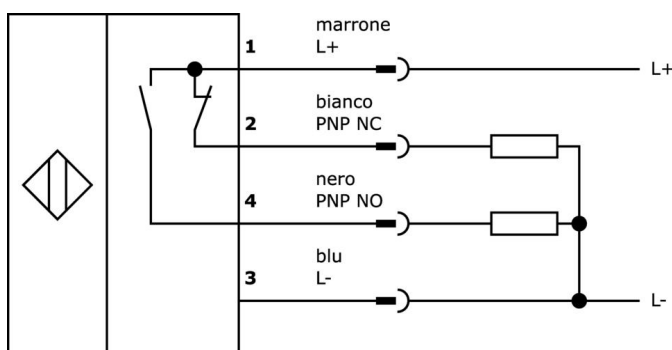 1
marrone
L+
L+
2
bianco
PNP NC
4
nero
PNP NO
3
blu
L-
L-